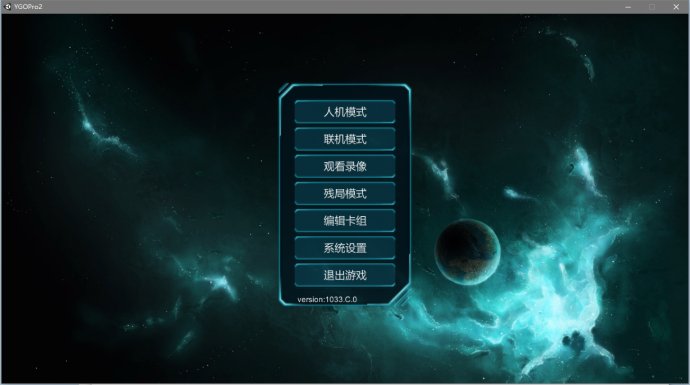 YGOPro2
人机模式
联机模式
观看录像
残局模式
编辑卡组
系统设置
退出游戏
version:1033.C.0